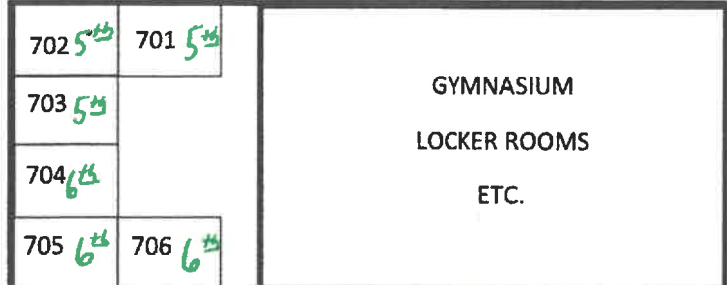 702 5th 701 5th
703 5th
704 6th
705 6th 706 6th
GYMNASIUM
LOCKER ROOMS
ETC.